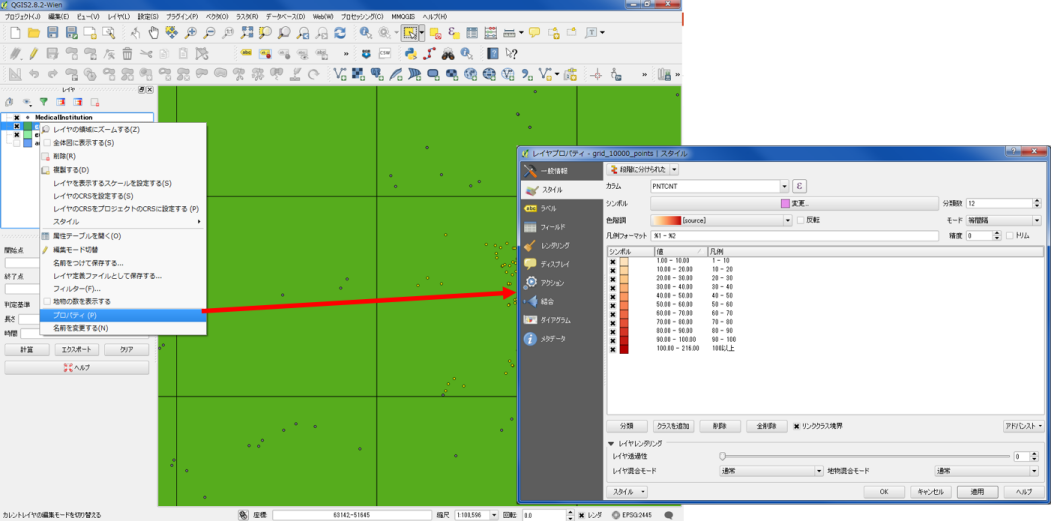 QGIS2.8.2-Wien
プロジェクト(J) 編集(E) ビュー(V) レイヤ(L) 設定(S) プラグイン(P) ベクタ(O) ラスタ(R) データベース(D) Web(W) プロセッシング(C) MMQGIS ヘルプ(H)
レイヤ
MedicalInstitution
レイヤの領域にズームする(Z)
全体図に表示する(S)
削除(R)
複製する(D)
レイヤを表示するスケールを設定する(S)
レイヤのCRSを設定する(S)
レイヤのCRSをプロジェクトのCRSに設定する (P)
スタイル
属性テーブルを開く(O)
編集モード切替
名前をつけて保存する...
レイヤ定義ファイルとして保存する...
フィルター(F)...
地物の数を表示する
プロパティ (P)
名前を変更する(N)
開始点
終了点
判定基準
長さ
時間
計算 エクスポート クリア
ヘルプ
カレントレイヤの編集モードを切り替える
座標 63142,-51645 縮尺 1:108,596 回転 0.0 レンダ EPSG:2445
レイヤプロパティ - grid_10000_points | スタイル
一般情報
スタイル
ラベル
フィールド
レンダリング
ディスプレイ
アクション
結合
ダイアグラム
メタデータ
段階に分けられた
カラム PNTCNT ε
シンボル 変更... 分類数 12
色階調 [source] 反転 モード 等間隔
凡例フォーマット %1 - %2 精度 0 トリム
シンボル 値 凡例
1.00 - 10.00 1 - 10
10.00 - 20.00 10 - 20
20.00 - 30.00 20 - 30
30.00 - 40.00 30 - 40
40.00 - 50.00 40 - 50
50.00 - 60.00 50 - 60
60.00 - 70.00 60 - 70
70.00 - 80.00 70 - 80
80.00 - 90.00 80 - 90
90.00 - 100.00 90 - 100
100.00 - 216.00 100以上
分類 クラスを追加 削除 全削除 リンククラス境界 アドバンスト
レイヤレンダリング
レイヤ透過性 0
レイヤ混合モード 通常 地物混合モード 通常
スタイル OK キャンセル 適用 ヘルプ